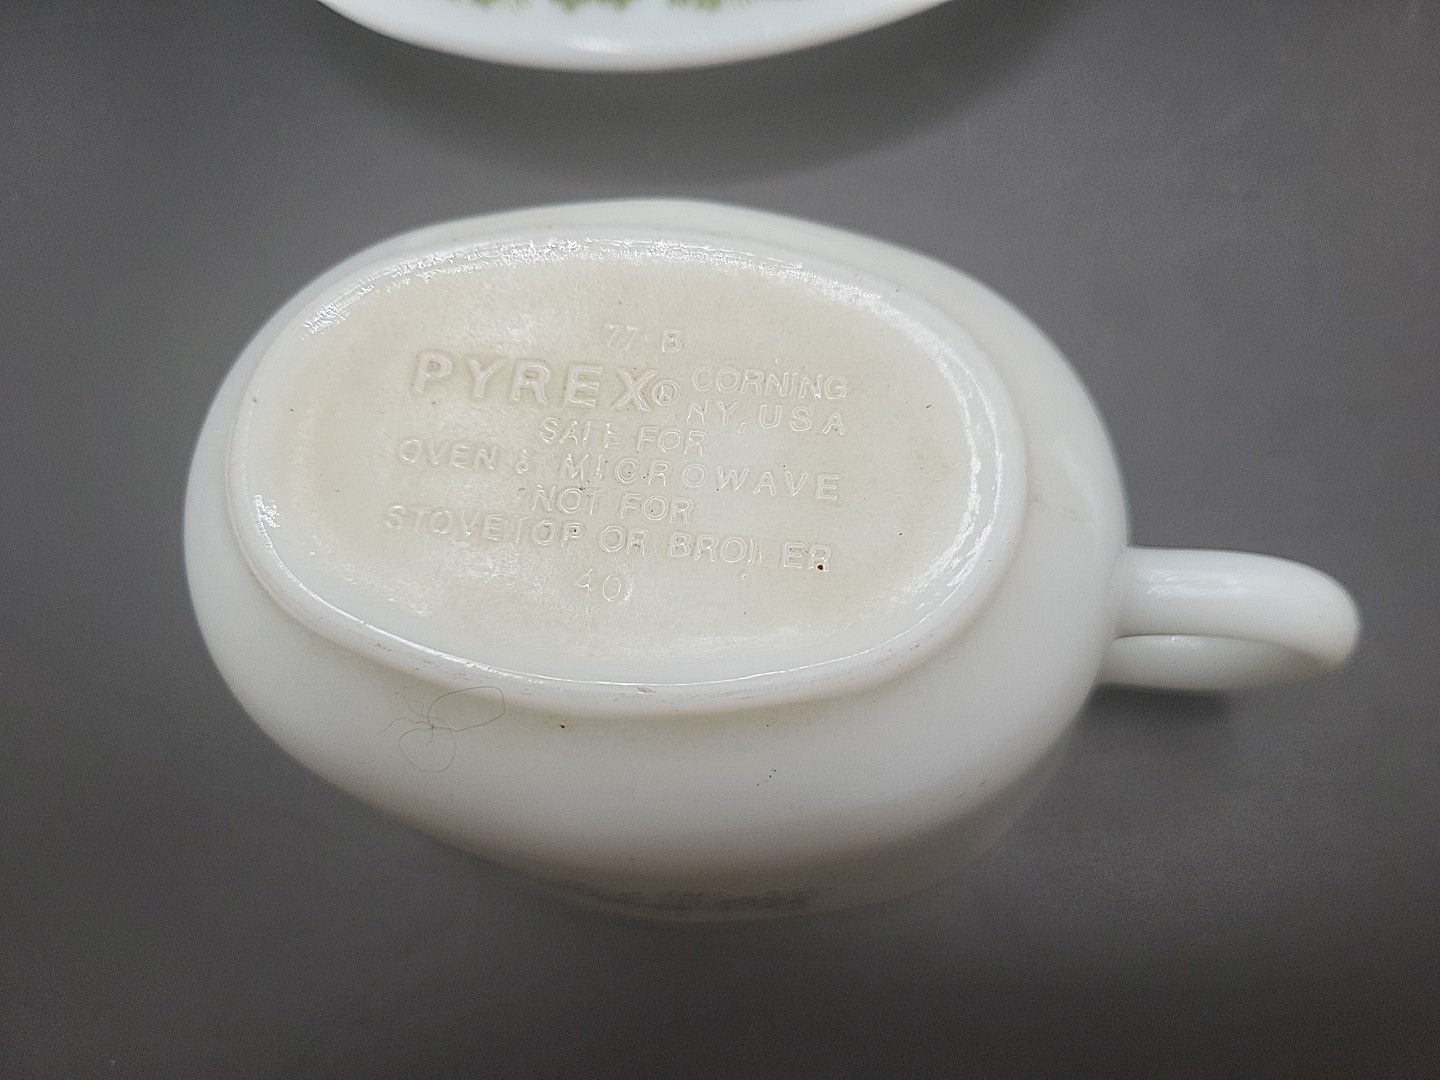 77-B
PYREX® CORNING
NY, USA
SAFE FOR
OVEN & MICROWAVE
NOT FOR
STOVETOP OR BROILER
40